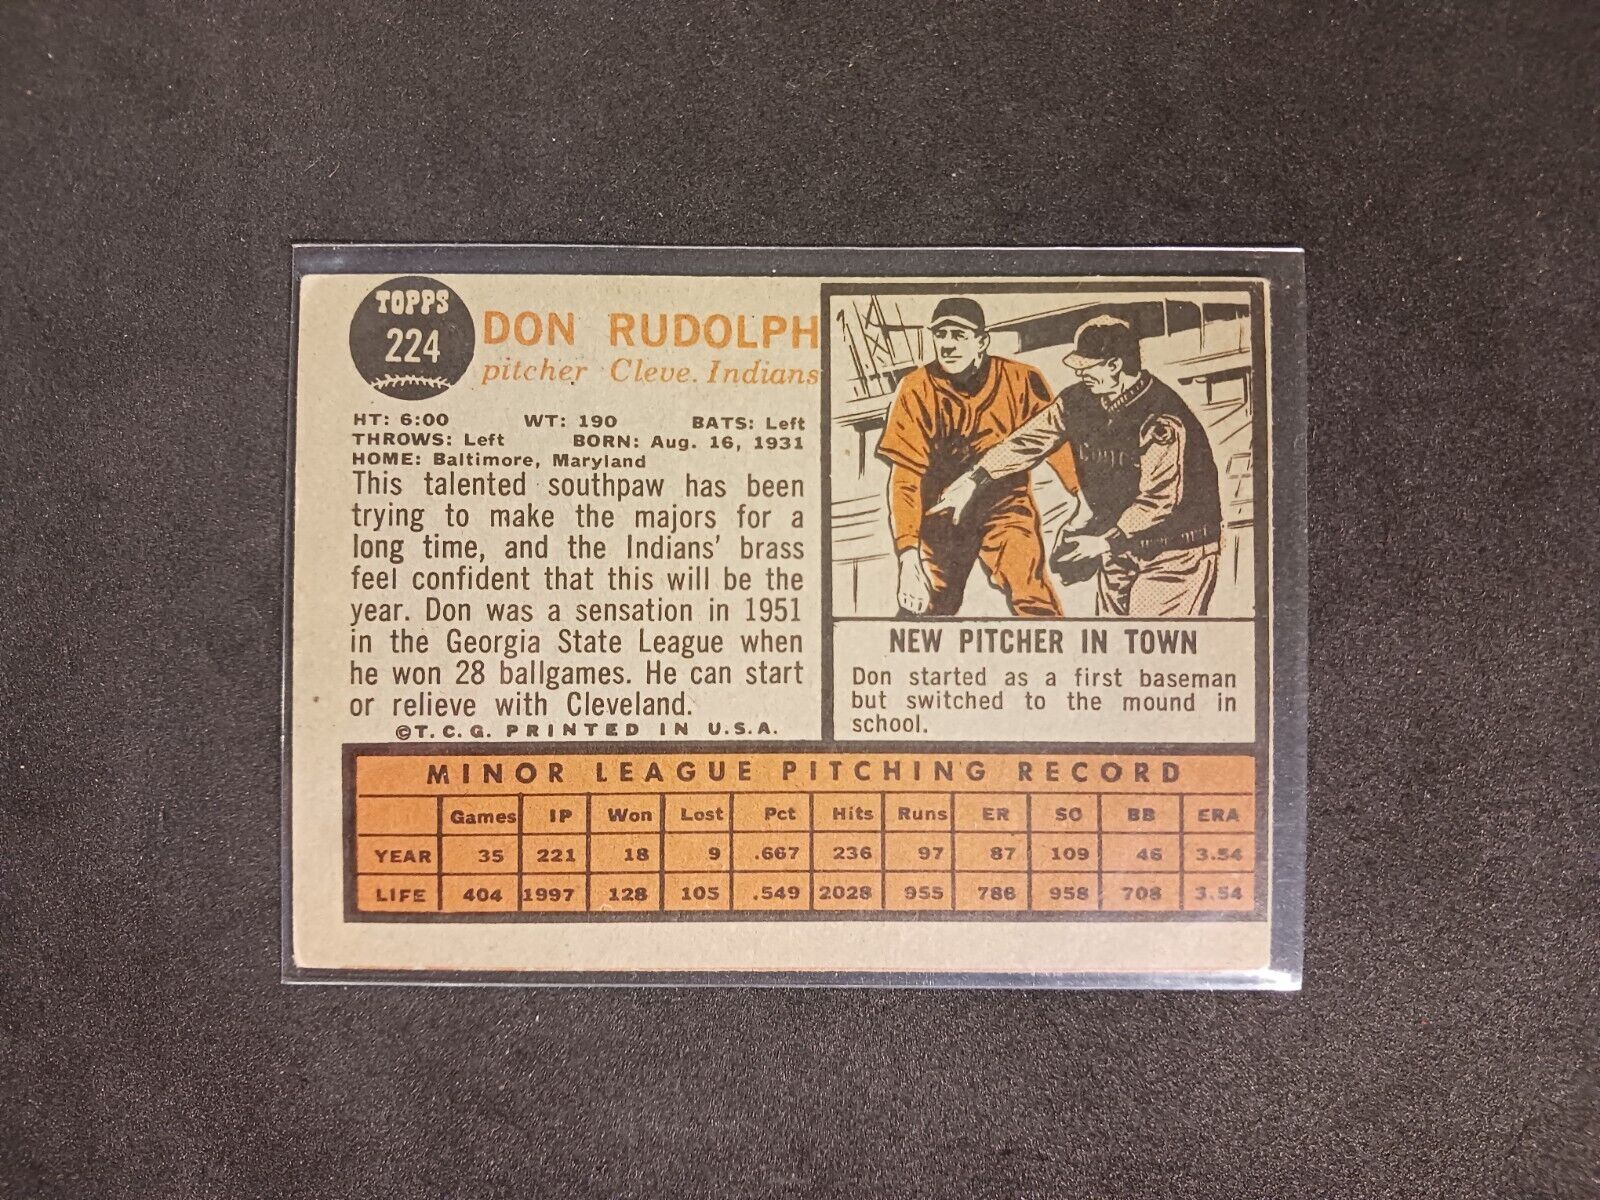 TOPPS
224
DON RUDOLPH
pitcher Cleve. Indians
HT: 6:00 WT: 190 BATS: Left
THROWS: Left BORN: Aug. 16, 1931
HOME: Baltimore, Maryland
This talented southpaw has been
trying to make the majors for a
long time, and the Indians' brass
feel confident that this will be the
year. Don was a sensation in 1951
in the Georgia State League when
he won 28 ballgames. He can start
or relieve with Cleveland.
©T.C.G. PRINTED IN U.S.A.
NEW PITCHER IN TOWN
Don started as a first baseman
but switched to the mound in
school.
MINOR LEAGUE PITCHING RECORD
Games IP Won Lost Pct Hits Runs ER SO BB ERA
YEAR 35 221 18 9 .667 236 97 87 109 46 3.54
LIFE 404 1997 128 105 .549 2028 955 786 958 708 3.54